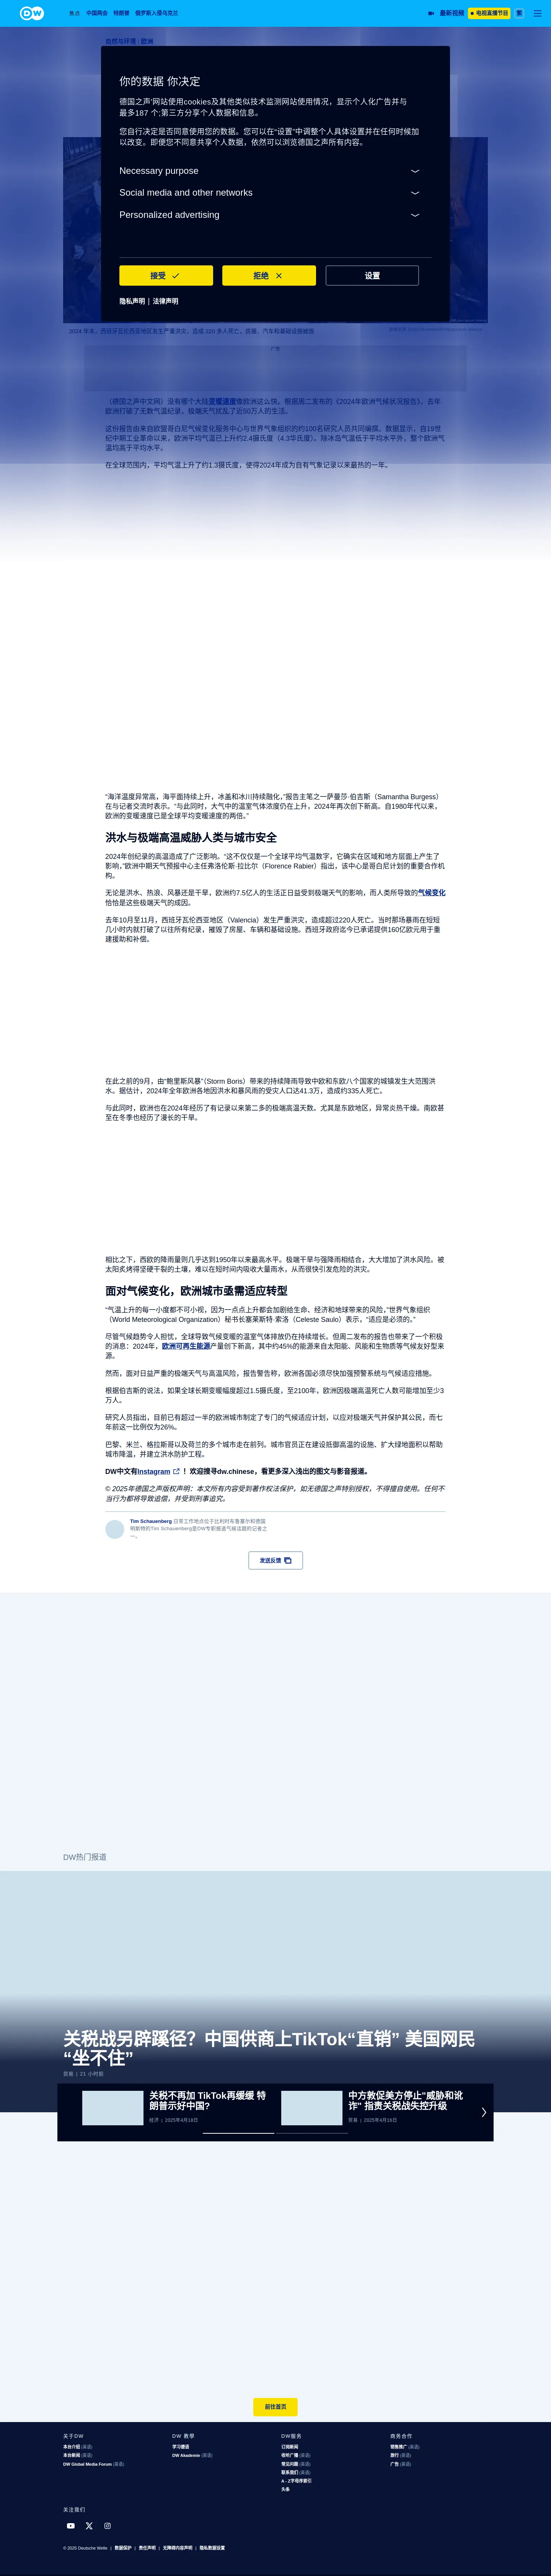 DW
焦点 中国两会 特朗普 俄罗斯入侵乌克兰
最新视频 电视直播节目 繁
自然与环境 | 欧洲
你的数据 你决定
德国之声'网站使用cookies及其他类似技术监测网站使用情况，显示个人化广告并与
最多187 个;第三方分享个人数据和信息。
您自行决定是否同意使用您的数据。您可以在“设置”中调整个人具体设置并在任何时候加
以改变。即便您不同意共享个人数据，依然可以浏览德国之声所有内容。
Necessary purpose
Social media and other networks
Personalized advertising
接受
拒绝
设置
隐私声明 | 法律声明
2024 年末，西班牙瓦伦西亚地区发生严重洪灾，造成 220 多人死亡，房屋、汽车和基础设施被毁
广告
（德国之声中文网）没有哪个大陆变暖速度像欧洲这么快。根据周二发布的《2024年欧洲气候状况报告》，去年
欧洲打破了无数气温纪录，极端天气扰乱了近50万人的生活。
这份报告由来自欧盟哥白尼气候变化服务中心与世界气象组织的约100名研究人员共同编撰。数据显示，自19世
纪中期工业革命以来，欧洲平均气温已上升约2.4摄氏度（4.3华氏度）。除冰岛气温低于平均水平外，整个欧洲气
温均高于平均水平。
在全球范围内，平均气温上升了约1.3摄氏度，使得2024年成为自有气象记录以来最热的一年。
“海洋温度异常高，海平面持续上升，冰盖和冰川持续融化，”报告主笔之一萨曼莎·伯吉斯（Samantha Burgess）
在与记者交流时表示。“与此同时，大气中的温室气体浓度仍在上升，2024年再次创下新高。自1980年代以来，
欧洲的变暖速度已是全球平均变暖速度的两倍。”
洪水与极端高温威胁人类与城市安全
2024年创纪录的高温造成了广泛影响。“这不仅仅是一个全球平均气温数字，它确实在区域和地方层面上产生了
影响，”欧洲中期天气预报中心主任弗洛伦斯·拉比尔（Florence Rabier）指出，该中心是哥白尼计划的重要合作机
构。
无论是洪水、热浪、风暴还是干旱，欧洲约7.5亿人的生活正日益受到极端天气的影响，而人类所导致的气候变化
恰恰是这些极端天气的成因。
去年10月至11月，西班牙瓦伦西亚地区（Valencia）发生严重洪灾，造成超过220人死亡。当时那场暴雨在短短
几小时内就打破了以往所有纪录，摧毁了房屋、车辆和基础设施。西班牙政府迄今已承诺提供160亿欧元用于重
建援助和补偿。
在此之前的9月，由“鲍里斯风暴”（Storm Boris）带来的持续降雨导致中欧和东欧八个国家的城镇发生大范围洪
水。据估计，2024年全年欧洲各地因洪水和暴风雨的受灾人口达41.3万，造成约335人死亡。
与此同时，欧洲也在2024年经历了有记录以来第二多的极端高温天数。尤其是东欧地区，异常炎热干燥。南欧甚
至在冬季也经历了漫长的干旱。
相比之下，西欧的降雨量则几乎达到1950年以来最高水平。极端干旱与强降雨相结合，大大增加了洪水风险。被
太阳炙烤得坚硬干裂的土壤，难以在短时间内吸收大量雨水，从而很快引发危险的洪灾。
面对气候变化，欧洲城市亟需适应转型
“气温上升的每一小度都不可小视，因为一点点上升都会加剧给生命、经济和地球带来的风险，”世界气象组织
（World Meteorological Organization）秘书长塞莱斯特·索洛（Celeste Saulo）表示，“适应是必须的。”
尽管气候趋势令人担忧，全球导致气候变暖的温室气体排放仍在持续增长。但周二发布的报告也带来了一个积极
的消息：2024年，欧洲可再生能源产量创下新高，其中约45%的能源来自太阳能、风能和生物质等气候友好型来
源。
然而，面对日益严重的极端天气与高温风险，报告警告称，欧洲各国必须尽快加强预警系统与气候适应措施。
根据伯吉斯的说法，如果全球长期变暖幅度超过1.5摄氏度，至2100年，欧洲因极端高温死亡人数可能增加至少3
万人。
研究人员指出，目前已有超过一半的欧洲城市制定了专门的气候适应计划，以应对极端天气并保护其公民，而七
年前这一比例仅为26%。
巴黎、米兰、格拉斯哥以及荷兰的多个城市走在前列。城市官员正在建设抵御高温的设施、扩大绿地面积以帮助
城市降温，并建立洪水防护工程。
DW中文有Instagram ！欢迎搜寻dw.chinese，看更多深入浅出的图文与影音报道。
© 2025年德国之声版权声明：本文所有内容受到著作权法保护，如无德国之声特别授权，不得擅自使用。任何不
当行为都将导致追偿，并受到刑事追究。
Tim Schauenberg 日常工作地点位于比利时布鲁塞尔和德国
明斯特的Tim Schauenberg是DW专职报道气候话题的记者之
一。
发送反馈
DW热门报道
关税战另辟蹊径？中国供商上TikTok“直销” 美国网民
“坐不住”
贸易 | 21 小时前
关税不再加 TikTok再缓缓 特
朗普示好中国?
经济 | 2025年4月18日
中方敦促美方停止"威胁和讹
诈" 指责关税战失控升级
贸易 | 2025年4月16日
前往首页
关于DW
本台介绍 (英语)
本台新闻 (英语)
DW Global Media Forum (英语)
DW 教學
学习德语
DW Akademie (英语)
DW服务
订阅新闻
收听广播 (英语)
常见问题 (英语)
联系我们 (英语)
A - Z字母序索引
头条
商务合作
销售推广 (英语)
旅行 (英语)
广告 (英语)
关注我们
© 2025 Deutsche Welle | 数据保护 | 责任声明 | 无障碍内容声明 | 隐私数据设置